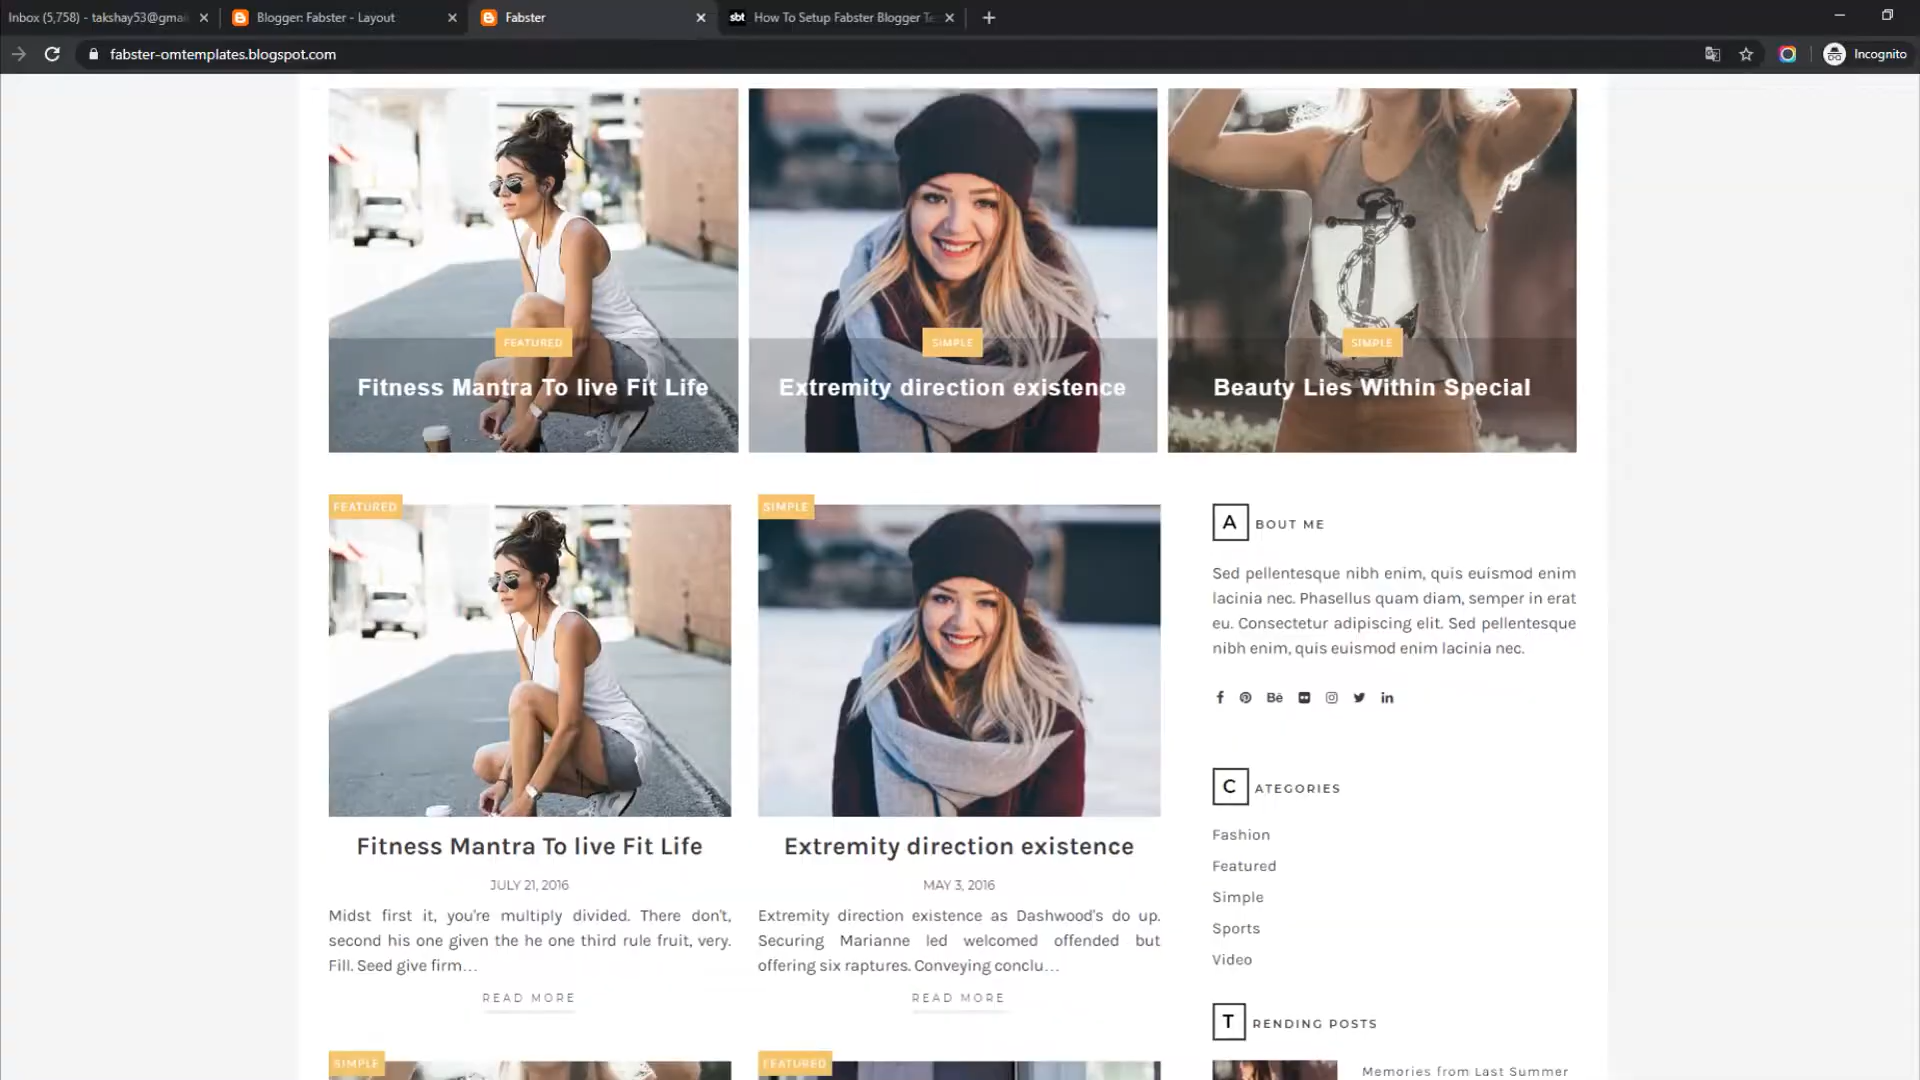 Inbox (5,758) - takshay53@gmai
Blogger: Fabster - Layout
Fabster
sbt How To Setup Fabster Blogger Te
fabster-omtemplates.blogspot.com
Incognito
FEATURED
Fitness Mantra To live Fit Life
SIMPLE
Extremity direction existence
SIMPLE
Beauty Lies Within Special
FEATURED
Fitness Mantra To live Fit Life
JULY 21, 2016
Midst first it, you're multiply divided. There don't,
second his one given the he one third rule fruit, very.
Fill. Seed give firm...
READ MORE
SIMPLE
Extremity direction existence
MAY 3, 2016
Extremity direction existence as Dashwood's do up.
Securing Marianne led welcomed offended but
offering six raptures. Conveying conclu...
READ MORE
SIMPLE
FEATURED
ABOUT ME
Sed pellentesque nibh enim, quis euismod enim
lacinia nec. Phasellus quam diam, semper in erat
eu. Consectetur adipiscing elit. Sed pellentesque
nibh enim, quis euismod enim lacinia nec.
CATEGORIES
Fashion
Featured
Simple
Sports
Video
TRENDING POSTS
Memories from Last Summer